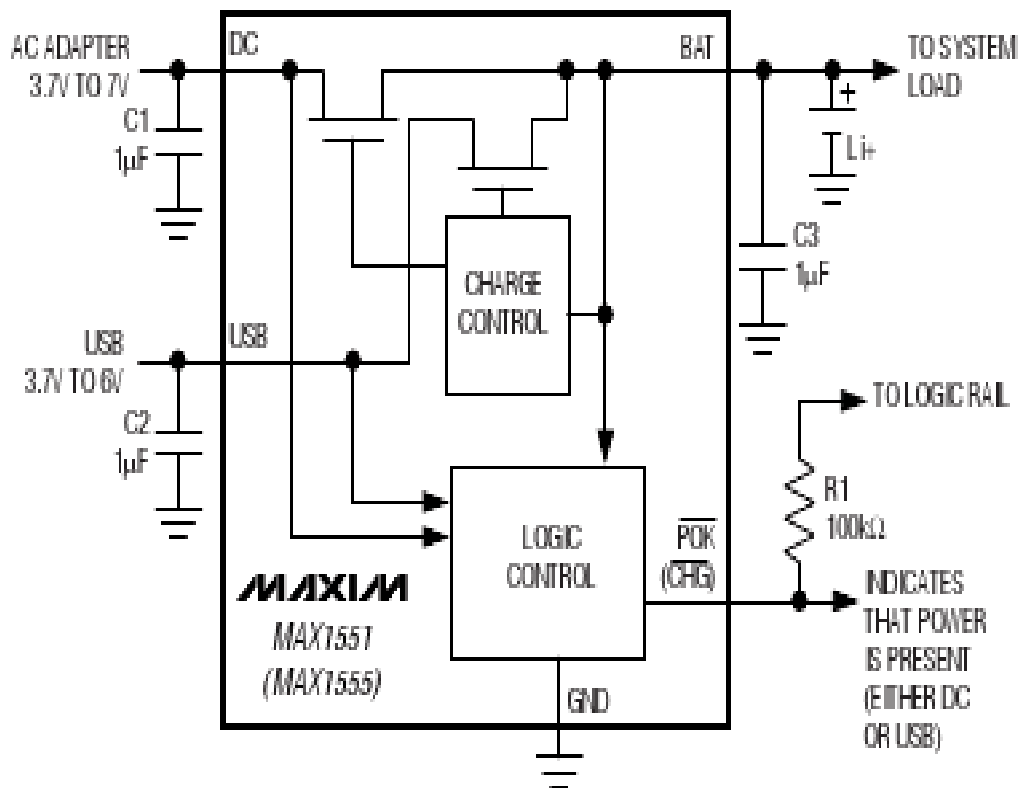 AC ADAPTER
3.7V TO 7V
DC
BAT
TO SYSTEM
LOAD
C1
1µF
+
Li+
C3
1µF
CHARGE
CONTROL
USB
3.7V TO 6V
USB
C2
1µF
TO LOGIC RAIL
R1
100kΩ
LOGIC
CONTROL
POK
(CHG)
INDICATES
THAT POWER
IS PRESENT
(EITHER DC
OR USB)
MAXIM
MAX1551
(MAX1555)
GND